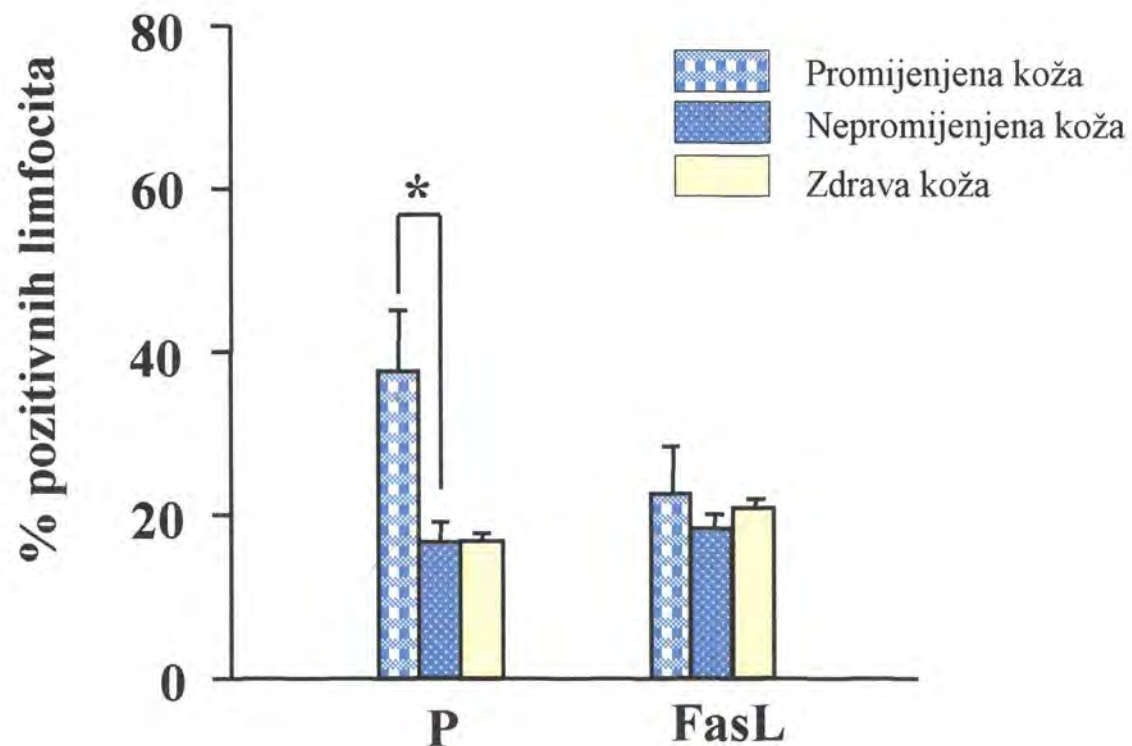 % pozitivnih limfocita
80
60
40
20
0
*
Promijenjena koža
Nepromijenjena koža
Zdrava koža
P
FasL